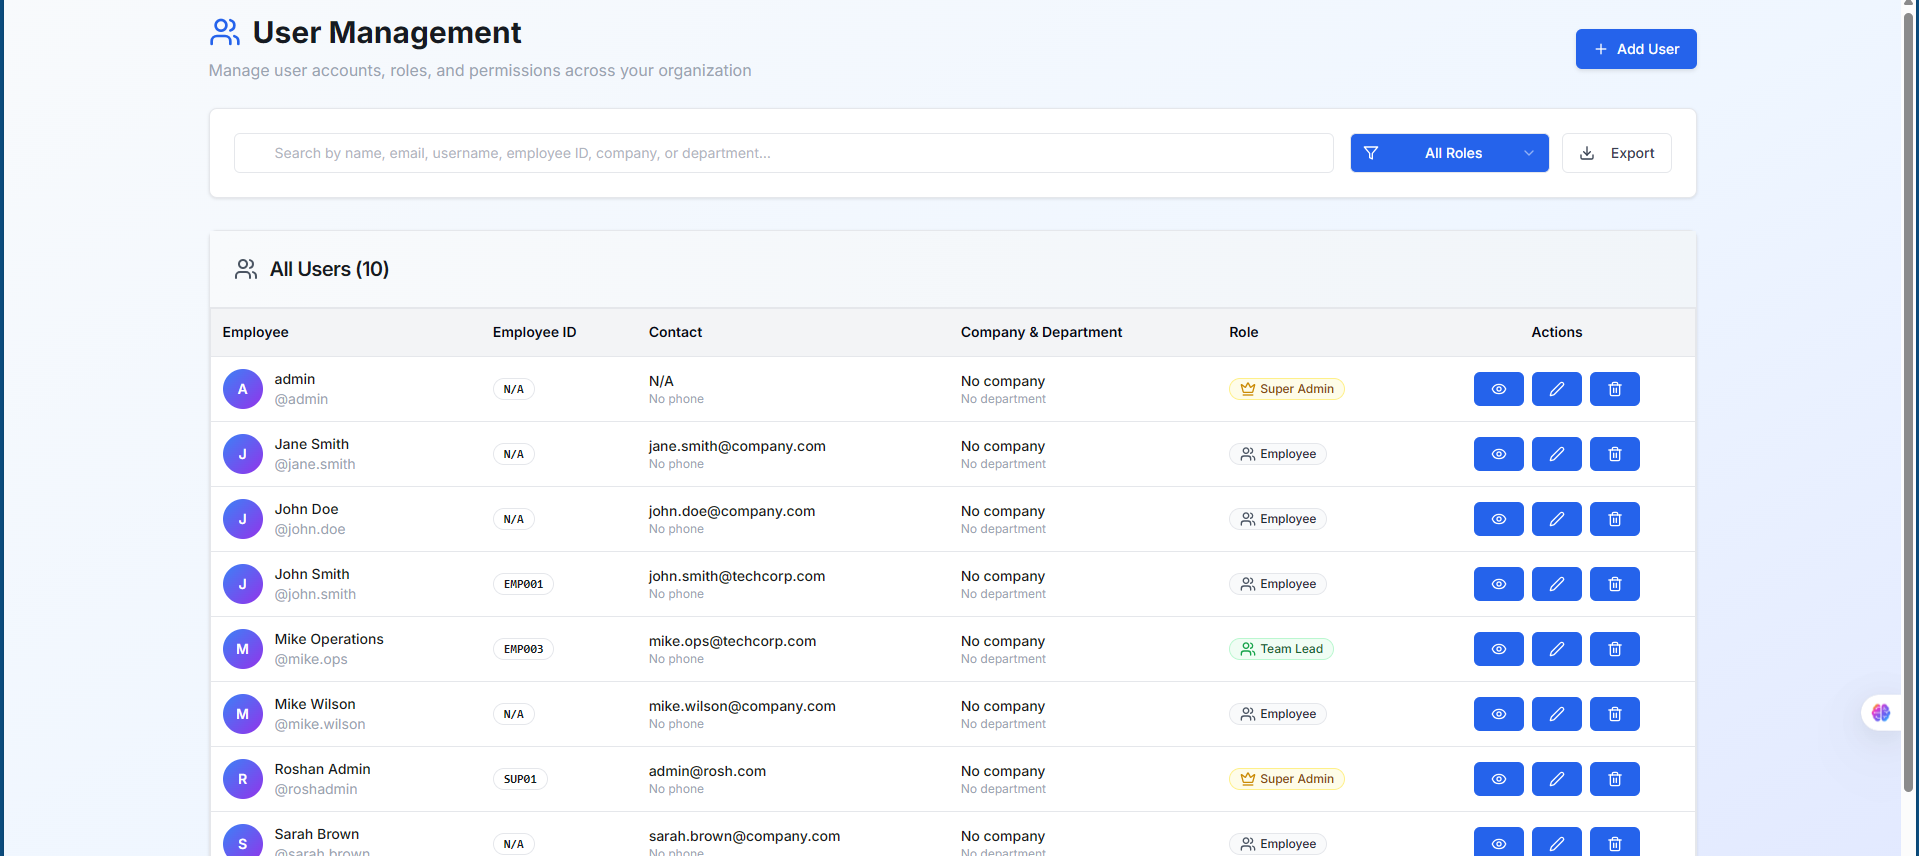 User Management
Manage user accounts, roles, and permissions across your organization
Add User
Search by name, email, username, employee ID, company, or department...
All Roles
Export
All Users (10)
Employee Employee ID Contact Company & Department Role Actions
A admin N/A N/A No company Super Admin
@admin No phone No department
J Jane Smith N/A jane.smith@company.com No company Employee
@jane.smith No phone No department
J John Doe N/A john.doe@company.com No company Employee
@john.doe No phone No department
J John Smith EMP001 john.smith@techcorp.com No company Employee
@john.smith No phone No department
M Mike Operations EMP003 mike.ops@techcorp.com No company Team Lead
@mike.ops No phone No department
M Mike Wilson N/A mike.wilson@company.com No company Employee
@mike.wilson No phone No department
R Roshan Admin SUP01 admin@rosh.com No company Super Admin
@roshadmin No phone No department
S Sarah Brown N/A sarah.brown@company.com No company Employee
@sarah.brown No phone No department